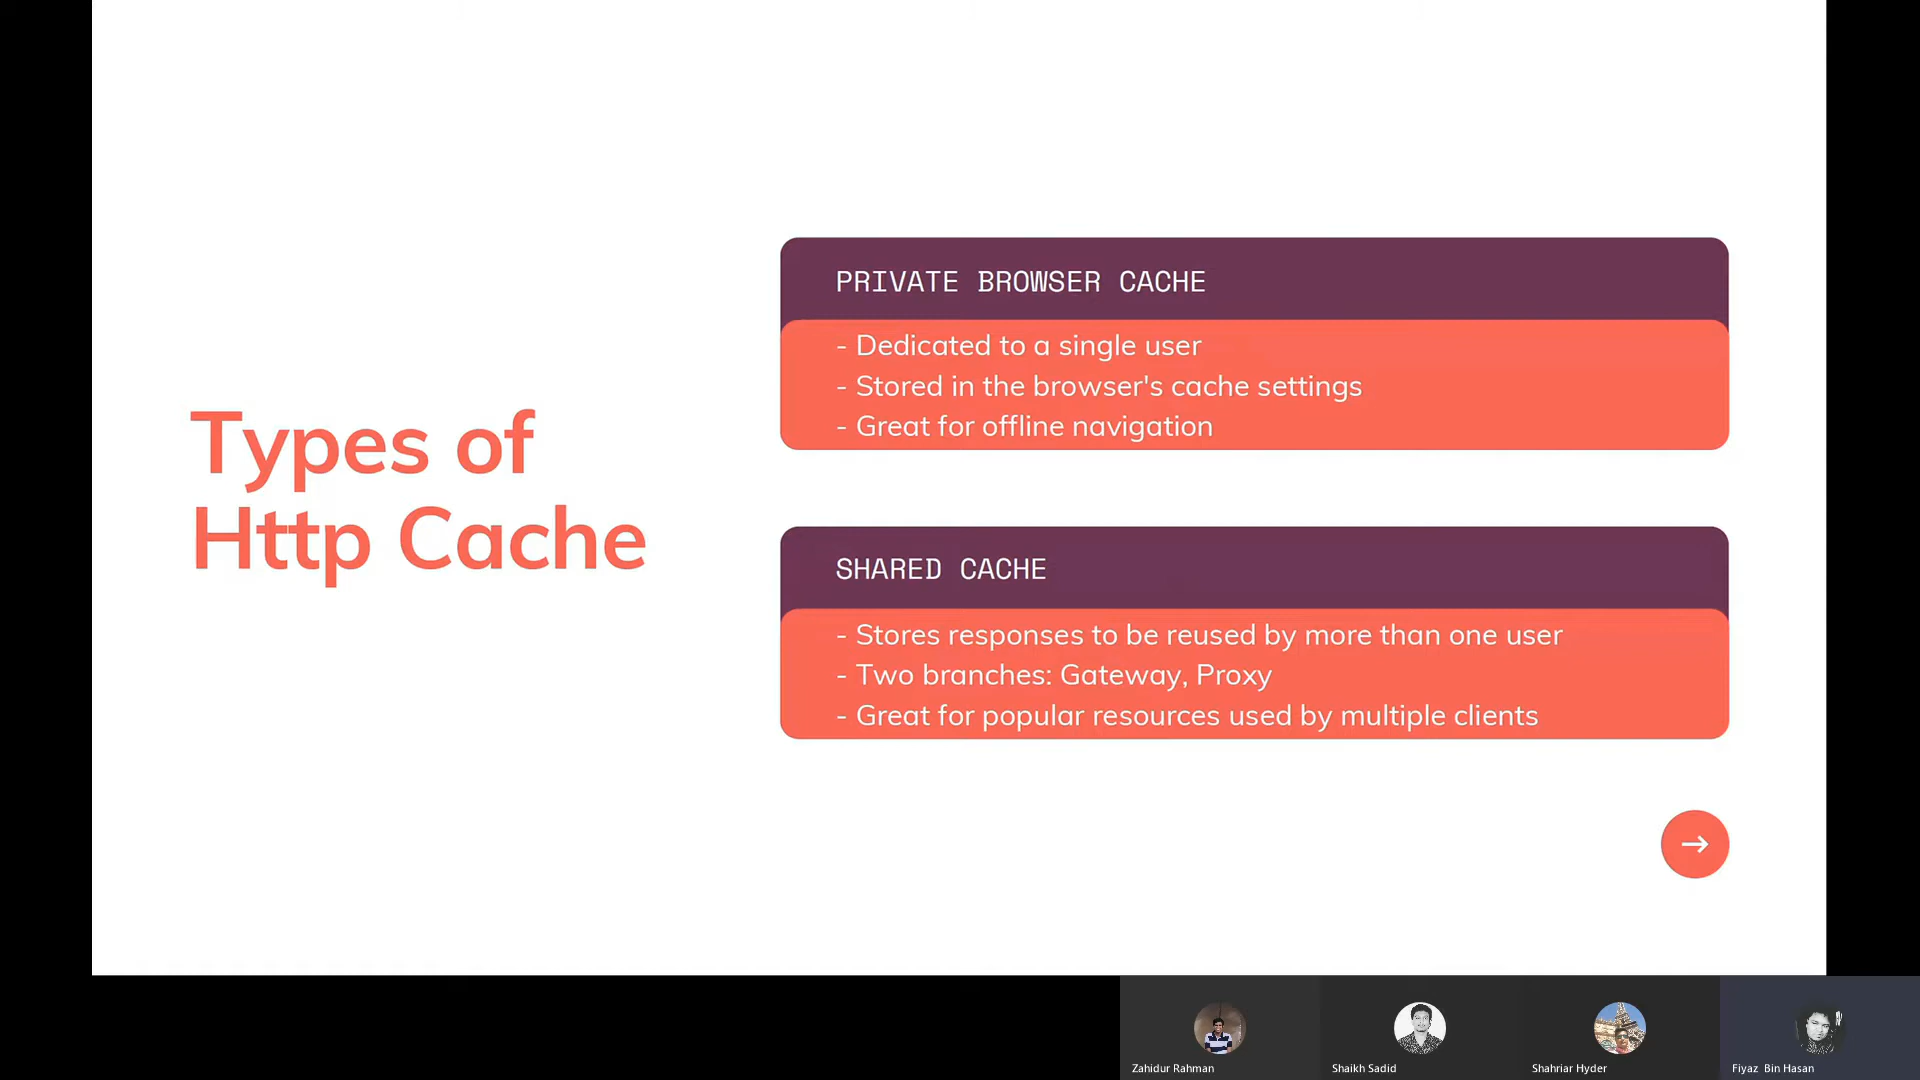 Types of
Http Cache
PRIVATE BROWSER CACHE
- Dedicated to a single user
- Stored in the browser's cache settings
- Great for offline navigation
SHARED CACHE
- Stores responses to be reused by more than one user
- Two branches: Gateway, Proxy
- Great for popular resources used by multiple clients
Zahidur Rahman
Shaikh Sadid
Shahriar Hyder
Fiyaz Bin Hasan